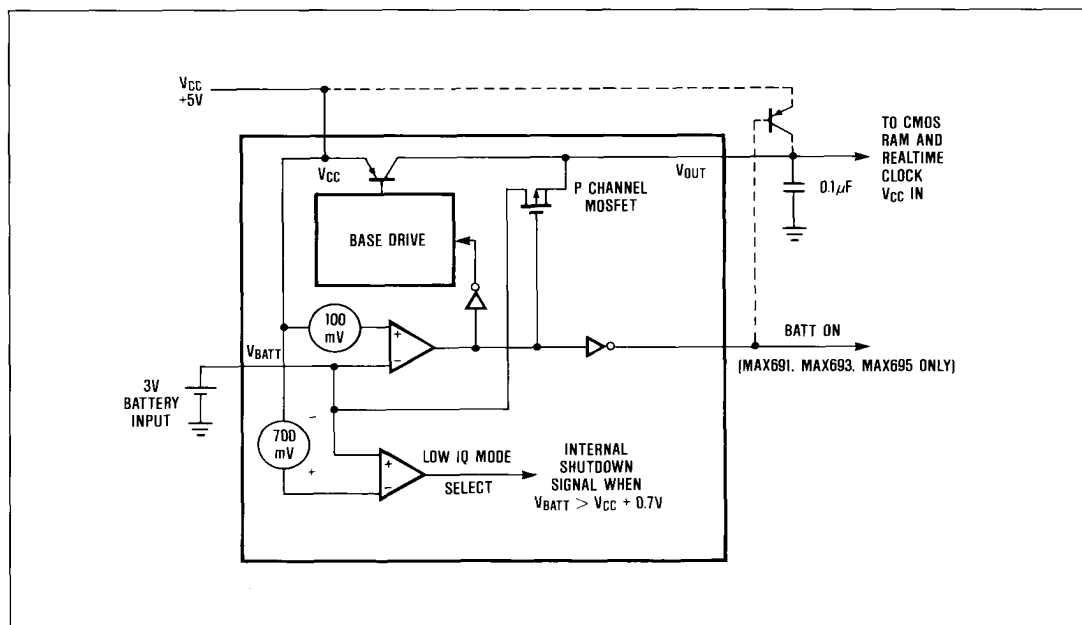 VCC
+5V
TO CMOS
RAM AND
REALTIME
CLOCK
VCC IN
VCC
VOUT
0.1µF
P CHANNEL
MOSFET
BASE DRIVE
100
mV
+
−
VBATT
BATT ON
(MAX691, MAX693, MAX695 ONLY)
3V
BATTERY
INPUT
−
700
mV
+
+
−
LOW IQ MODE
SELECT
INTERNAL
SHUTDOWN
SIGNAL WHEN
VBATT > VCC + 0.7V